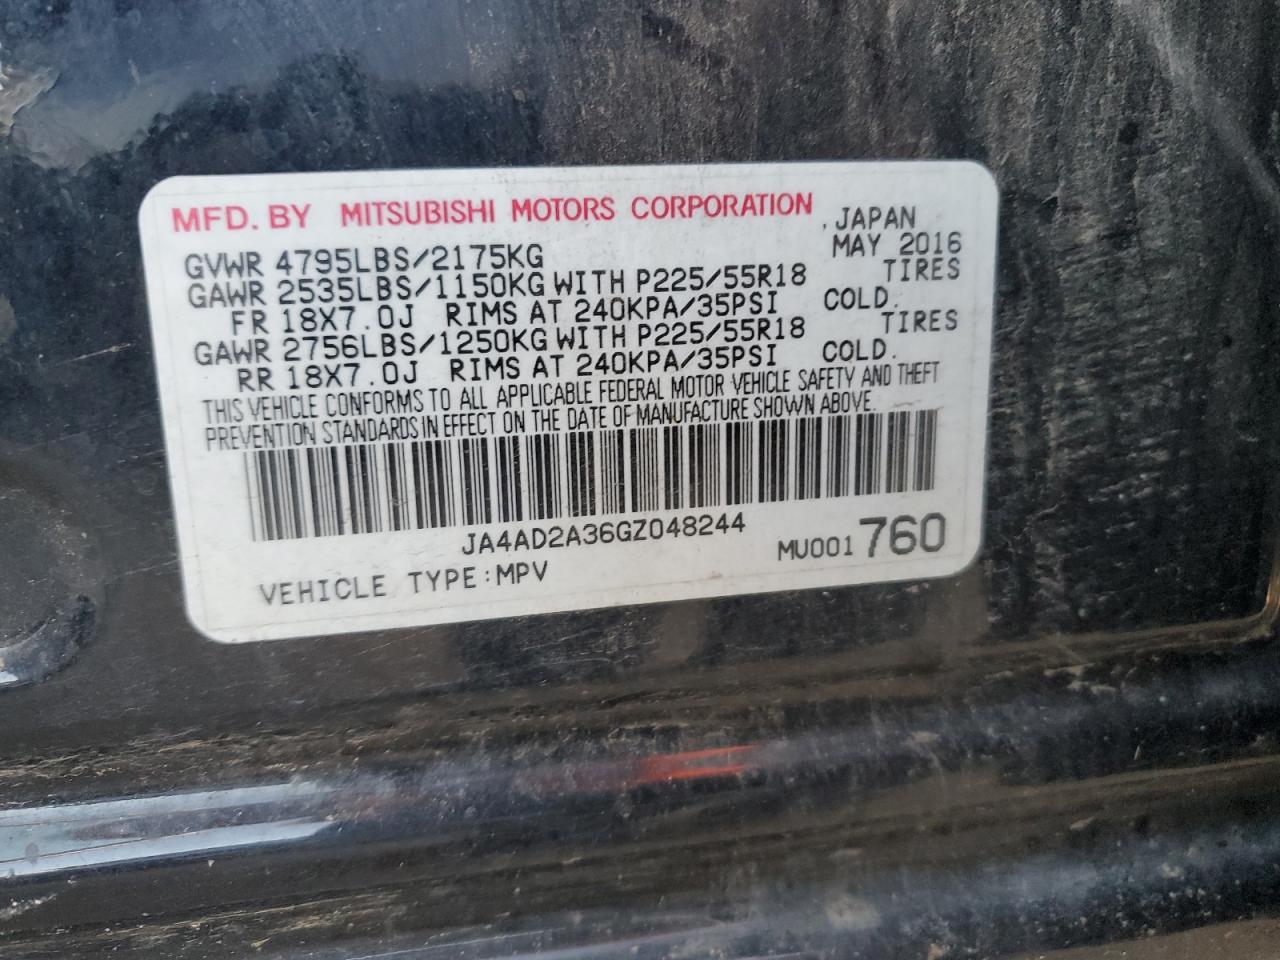 MFD. BY MITSUBISHI MOTORS CORPORATION , JAPAN
GVWR 4795LBS/2175KG MAY 2016
GAWR 2535LBS/1150KG WITH P225/55R18 TIRES
FR 18X7.0J RIMS AT 240KPA/35PSI COLD.
GAWR 2756LBS/1250KG WITH P225/55R18 TIRES
RR 18X7.0J RIMS AT 240KPA/35PSI COLD.
THIS VEHICLE CONFORMS TO ALL APPLICABLE FEDERAL MOTOR VEHICLE SAFETY AND THEFT
PREVENTION STANDARDS IN EFFECT ON THE DATE OF MANUFACTURE SHOWN ABOVE.
JA4AD2A36GZ048244
VEHICLE TYPE:MPV MU001 760